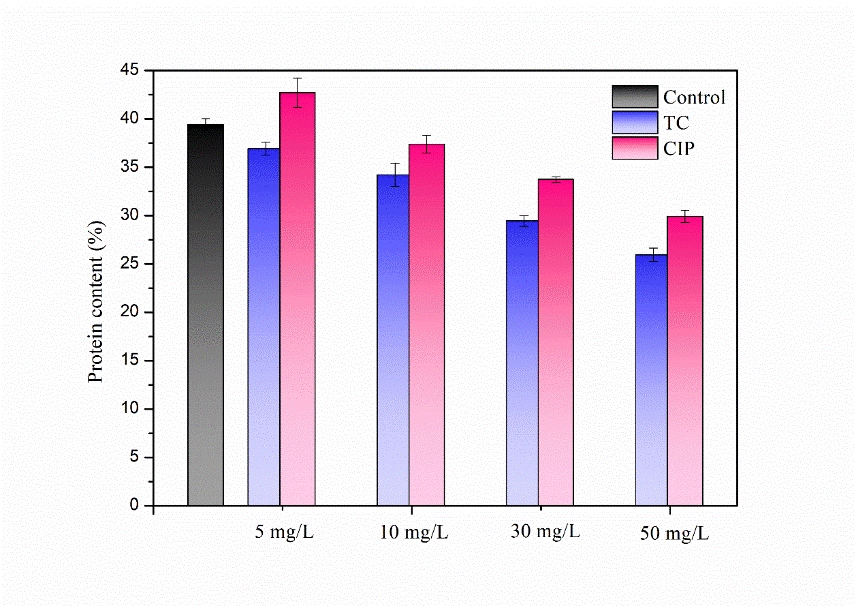 45
40
35
30
25
20
15
10
5
0
Protein content (%)
Control
TC
CIP
5 mg/L
10 mg/L
30 mg/L
50 mg/L